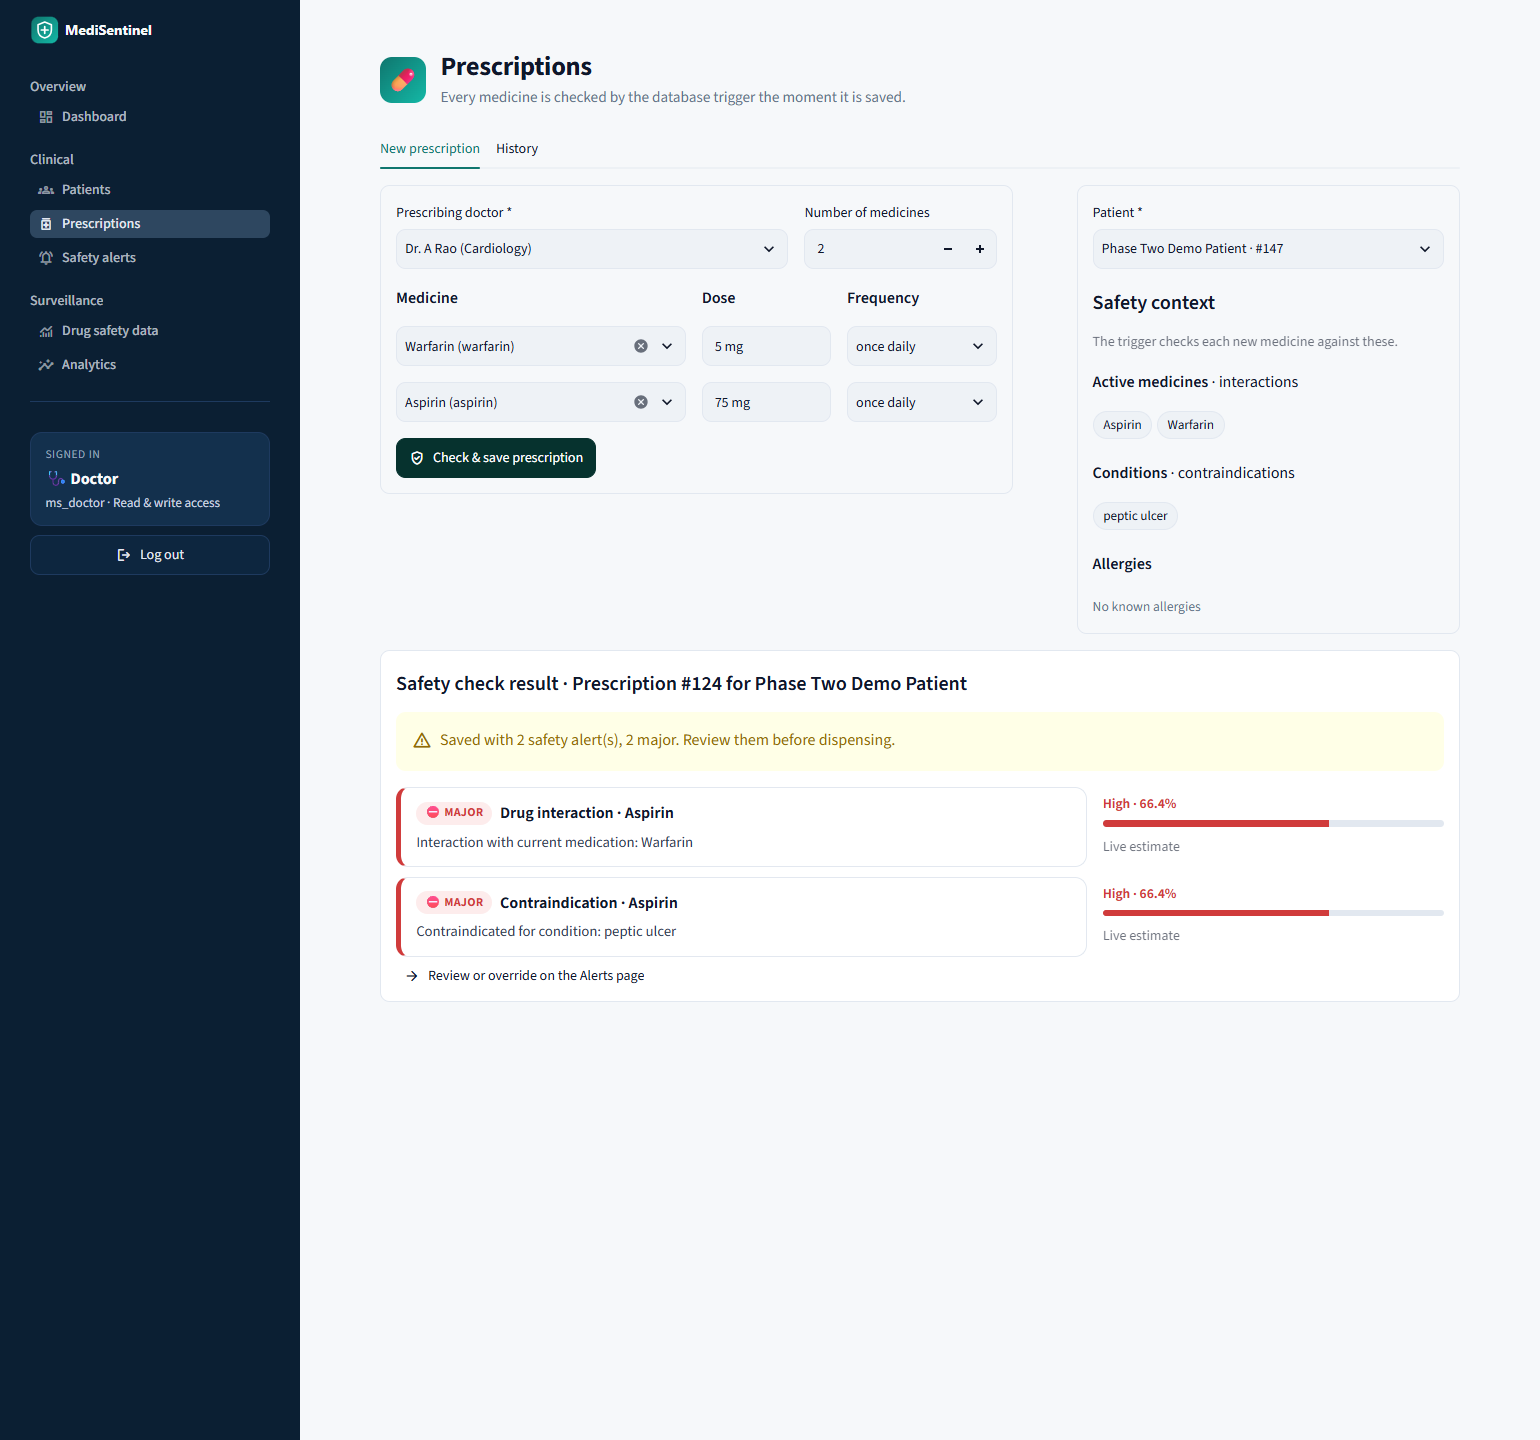 MediSentinel
Overview
Dashboard
Clinical
Patients
Prescriptions
Safety alerts
Surveillance
Drug safety data
Analytics
SIGNED IN
Doctor
ms_doctor · Read & write access
Log out
Prescriptions
Every medicine is checked by the database trigger the moment it is saved.
New prescription
History
Prescribing doctor *
Number of medicines
Dr. A Rao (Cardiology)
2
Medicine
Dose
Frequency
Warfarin (warfarin)
5 mg
once daily
Aspirin (aspirin)
75 mg
once daily
Check & save prescription
Patient *
Phase Two Demo Patient · #147
Safety context
The trigger checks each new medicine against these.
Active medicines · interactions
Aspirin
Warfarin
Conditions · contraindications
peptic ulcer
Allergies
No known allergies
Safety check result · Prescription #124 for Phase Two Demo Patient
Saved with 2 safety alert(s), 2 major. Review them before dispensing.
MAJOR Drug interaction · Aspirin
Interaction with current medication: Warfarin
High · 66.4%
Live estimate
MAJOR Contraindication · Aspirin
Contraindicated for condition: peptic ulcer
High · 66.4%
Live estimate
Review or override on the Alerts page